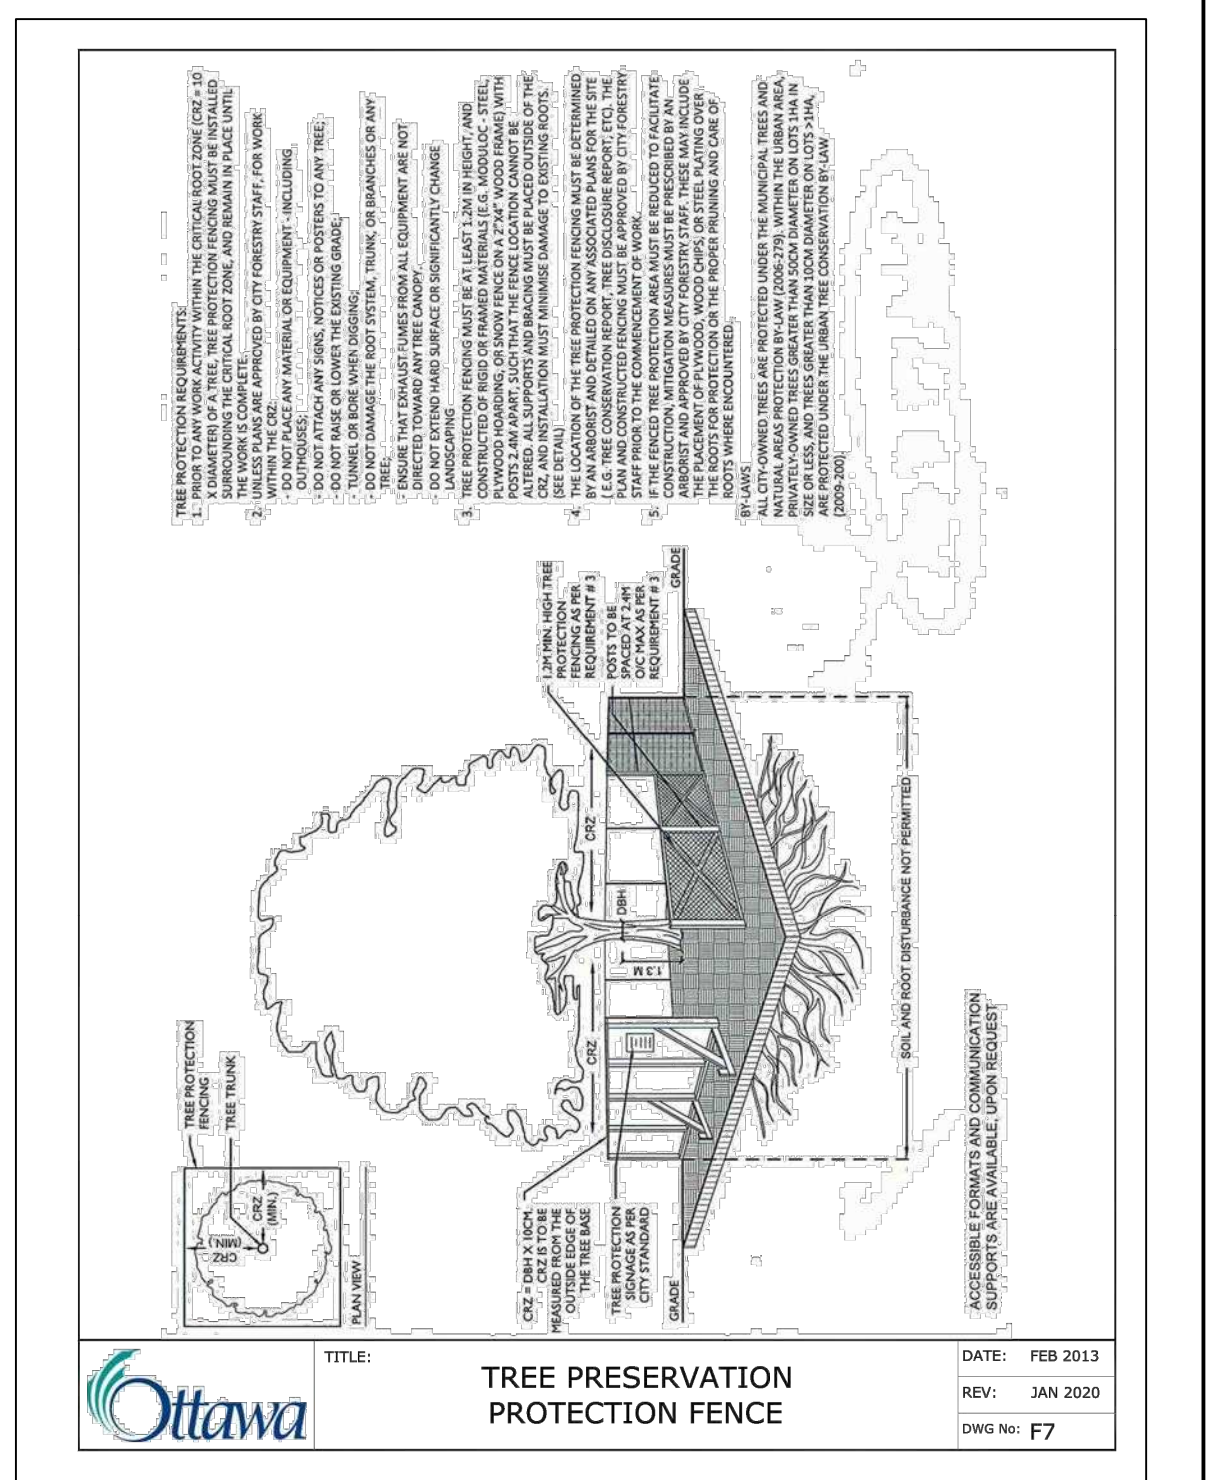 TREE PROTECTION REQUIREMENTS:
1. PRIOR TO ANY WORK ACTIVITY WITHIN THE CRITICAL ROOT ZONE (CRZ = 10
X DIAMETER) OF A TREE, TREE PROTECTION FENCING MUST BE INSTALLED
SURROUNDING THE CRITICAL ROOT ZONE, AND REMAIN IN PLACE UNTIL
THE WORK IS COMPLETE.
2. UNLESS PLANS ARE APPROVED BY CITY FORESTRY STAFF, FOR WORK
WITHIN THE CRZ:
- DO NOT PLACE ANY MATERIAL OR EQUIPMENT - INCLUDING
OUTHOUSES;
- DO NOT ATTACH ANY SIGNS, NOTICES OR POSTERS TO ANY TREE;
- DO NOT RAISE OR LOWER THE EXISTING GRADE;
- TUNNEL OR BORE WHEN DIGGING;
- DO NOT DAMAGE THE ROOT SYSTEM, TRUNK, OR BRANCHES OR ANY
TREE;
- ENSURE THAT EXHAUST FUMES FROM ALL EQUIPMENT ARE NOT
DIRECTED TOWARD ANY TREE CANOPY.
- DO NOT EXTEND HARD SURFACE OR SIGNIFICANTLY CHANGE
LANDSCAPING
3. TREE PROTECTION FENCING MUST BE AT LEAST 1.2M IN HEIGHT, AND
CONSTRUCTED OF RIGID OR FRAMED MATERIALS (E.G. MODULOC - STEEL,
PLYWOOD HOARDING, OR SNOW FENCE ON A 2"X4" WOOD FRAME) WITH
POSTS 2.4M APART, SUCH THAT THE FENCE LOCATION CANNOT BE
ALTERED. ALL SUPPORTS AND BRACING MUST BE PLACED OUTSIDE OF THE
CRZ, AND INSTALLATION MUST MINIMISE DAMAGE TO EXISTING ROOTS.
(SEE DETAIL)
4. THE LOCATION OF THE TREE PROTECTION FENCING MUST BE DETERMINED
BY AN ARBORIST AND DETAILED ON ANY ASSOCIATED PLANS FOR THE SITE
( E.G. TREE CONSERVATION REPORT, TREE DISCLOSURE REPORT, ETC). THE
PLAN AND CONSTRUCTED FENCING MUST BE APPROVED BY CITY FORESTRY
STAFF PRIOR TO THE COMMENCEMENT OF WORK.
5. IF THE FENCED TREE PROTECTION AREA MUST BE REDUCED TO FACILITATE
CONSTRUCTION, MITIGATION MEASURES MUST BE PRESCRIBED BY AN
ARBORIST AND APPROVED BY CITY FORESTRY STAFF. THESE MAY INCLUDE
THE PLACEMENT OF PLYWOOD, WOOD CHIPS, OR STEEL PLATING OVER
THE ROOTS FOR PROTECTION OR THE PROPER PRUNING AND CARE OF
ROOTS WHERE ENCOUNTERED.
BY-LAWS
ALL CITY-OWNED TREES ARE PROTECTED UNDER THE MUNICIPAL TREES AND
NATURAL AREAS PROTECTION BY-LAW (2006-279). WITHIN THE URBAN AREA,
PRIVATELY-OWNED TREES GREATER THAN 50CM DIAMETER ON LOTS 1HA IN
SIZE OR LESS, AND TREES GREATER THAN 10CM DIAMETER ON LOTS >1HA,
ARE PROTECTED UNDER THE URBAN TREE CONSERVATION BY-LAW
(2009-200).
TREE PROTECTION
FENCING
TREE TRUNK
CRZ
(MIN.)
CRZ
(MIN.)
PLAN VIEW
1.2M MIN. HIGH TREE
PROTECTION
FENCING AS PER
REQUIREMENT # 3
POSTS TO BE
SPACED AT 2.4M
O/C MAX AS PER
REQUIREMENT # 3
GRADE
CRZ
DBH
1.3 M
CRZ
CRZ = DBH X 10CM.
CRZ IS TO BE
MEASURED FROM THE
OUTSIDE EDGE OF
THE TREE BASE
TREE PROTECTION
SIGNAGE AS PER
CITY STANDARD
GRADE
SOIL AND ROOT DISTURBANCE NOT PERMITTED
ACCESSIBLE FORMATS AND COMMUNICATION
SUPPORTS ARE AVAILABLE, UPON REQUEST
Ottawa
TITLE:
TREE PRESERVATION
PROTECTION FENCE
DATE: FEB 2013
REV: JAN 2020
DWG No: F7